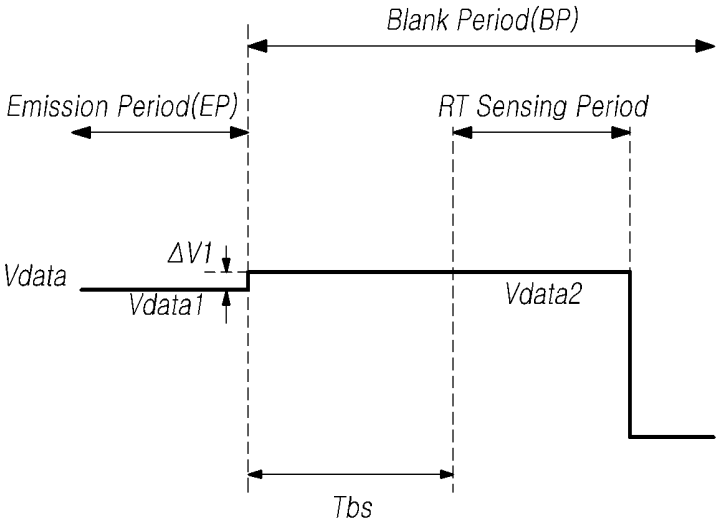 Blank Period(BP)
Emission Period(EP)
RT Sensing Period
ΔV1
Vdata
Vdata1
Vdata2
Tbs